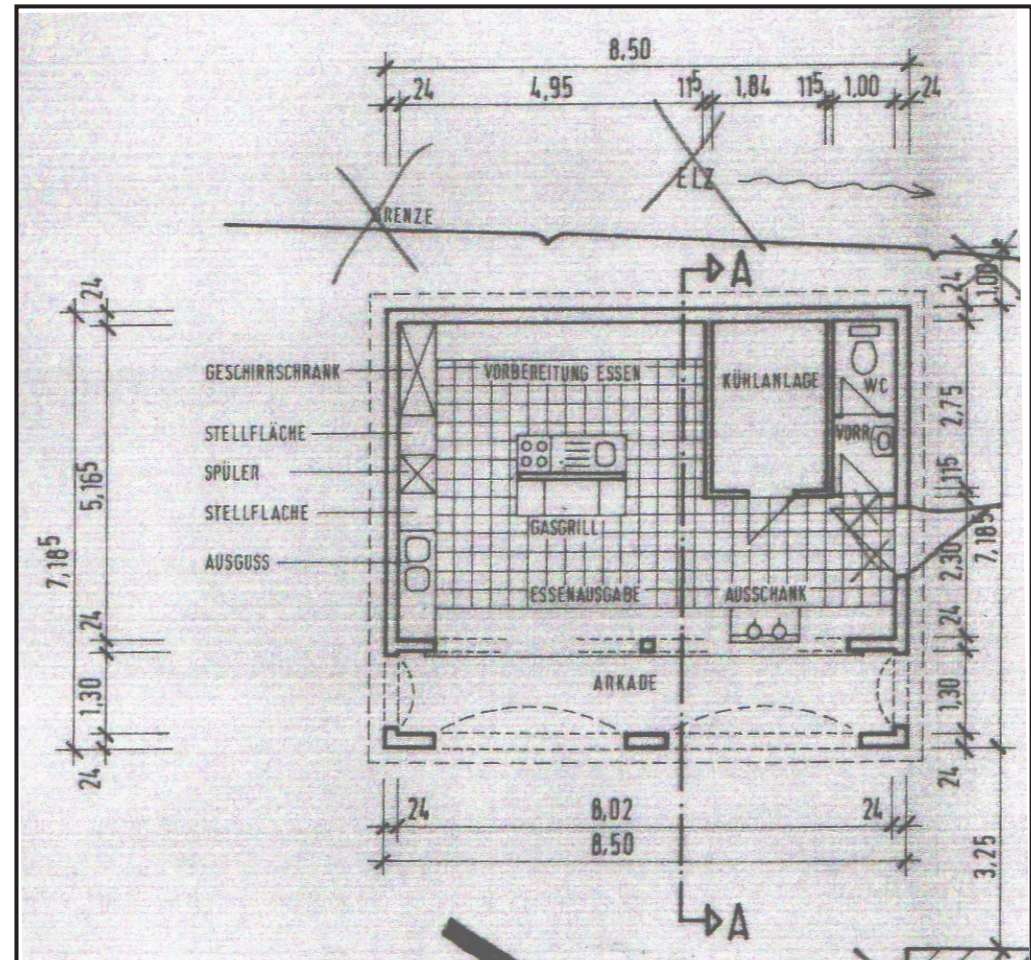 8,50
24 4,95 11⁵ 1,84 11⁵ 1,00 24
ELZ
GRENZE
A
24
1,00
24
GESCHIRRSCHRANK
VORBEREITUNG ESSEN
KÜHLANLAGE
WC
2,75
STELLFLÄCHE
VORR
SPÜLER
5,16⁵
11⁵
STELLFLÄCHE
GASGRILL
7,18⁵
7,18⁵
AUSGUSS
2,30
ESSENAUSGABE
AUSSCHANK
24
24
ARKADE
1,30
1,30
24
24
24 8,02 24
8,50
3,25
A